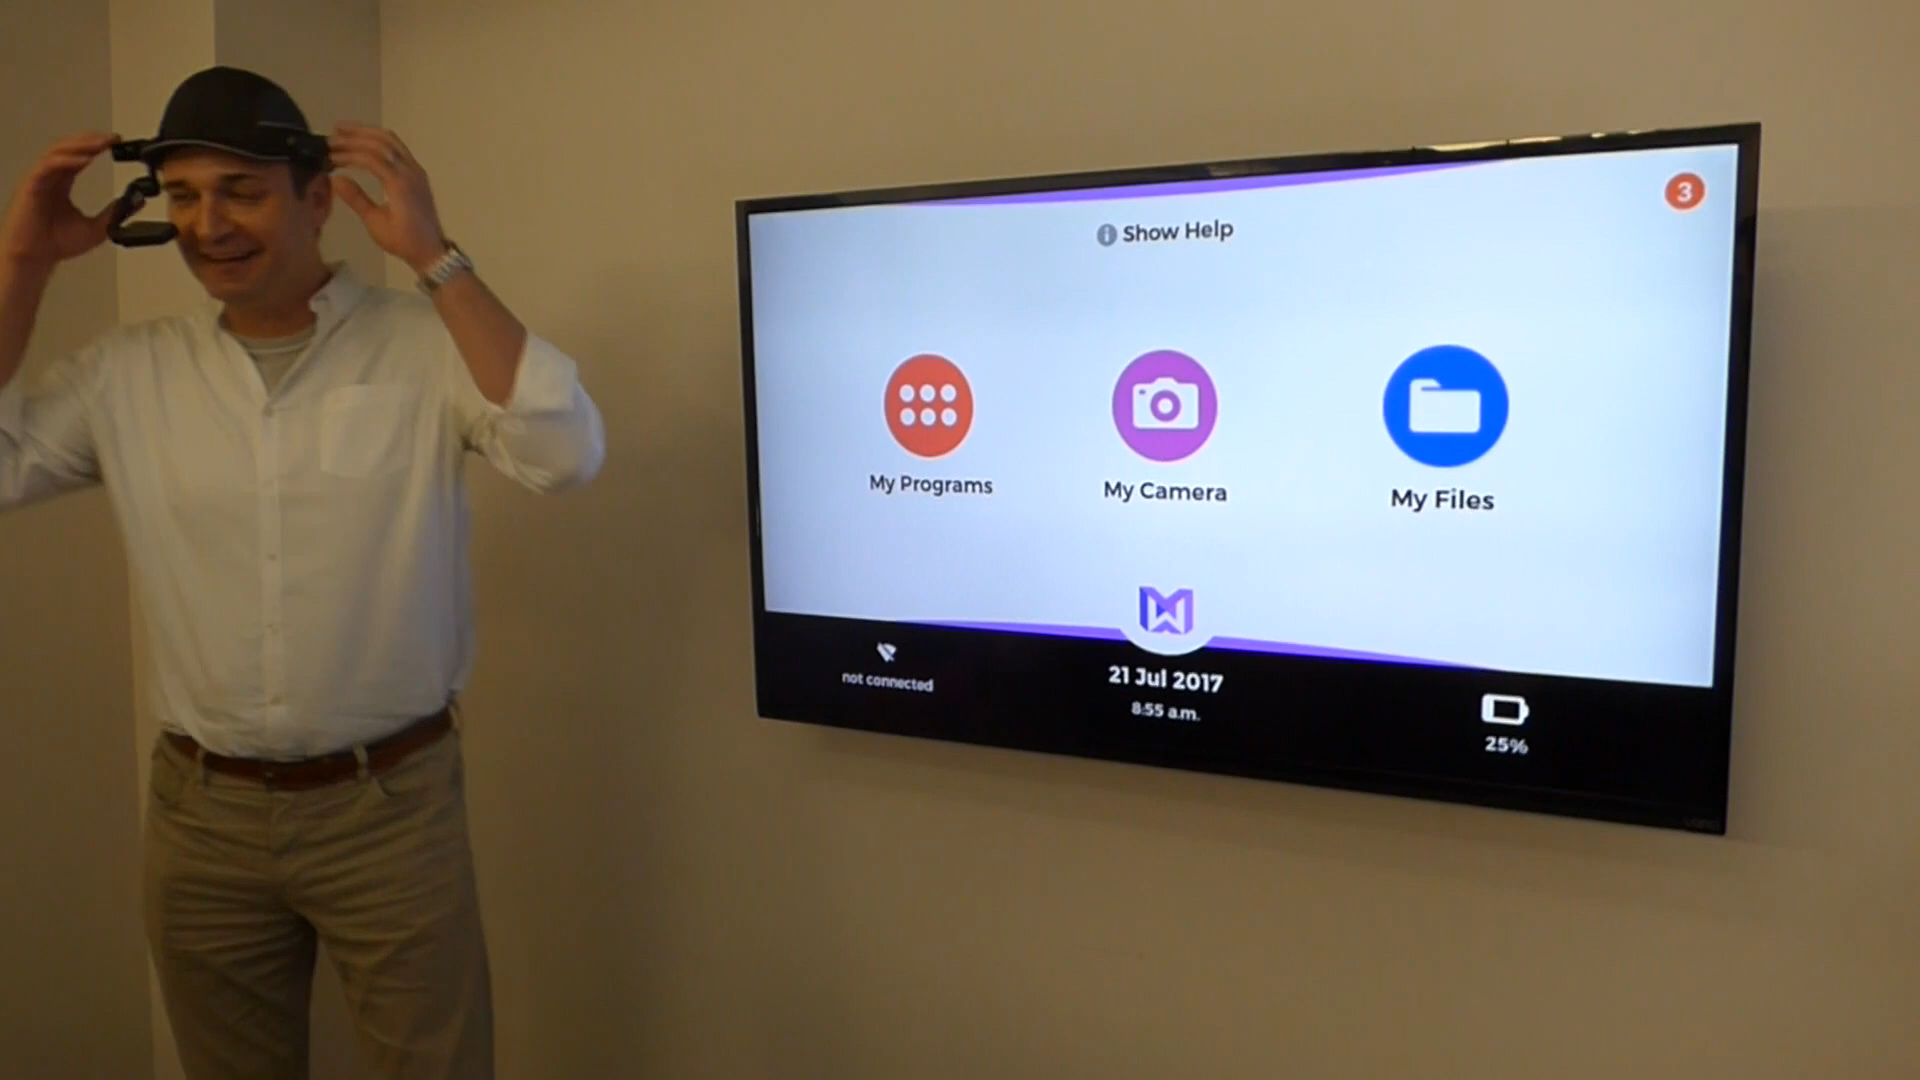 3
Show Help
My Programs
My Camera
My Files
not connected
21 Jul 2017
8:55 a.m.
25%